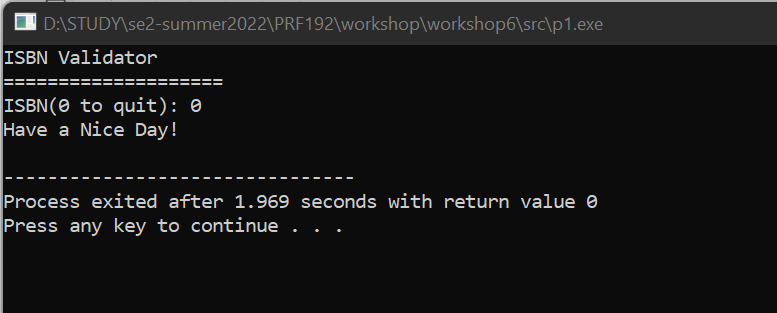 D:\STUDY\se2-summer2022\PRF192\workshop\workshop6\src\p1.exe
ISBN Validator
====================
ISBN(0 to quit): 0
Have a Nice Day!
--------------------------------
Process exited after 1.969 seconds with return value 0
Press any key to continue . . .